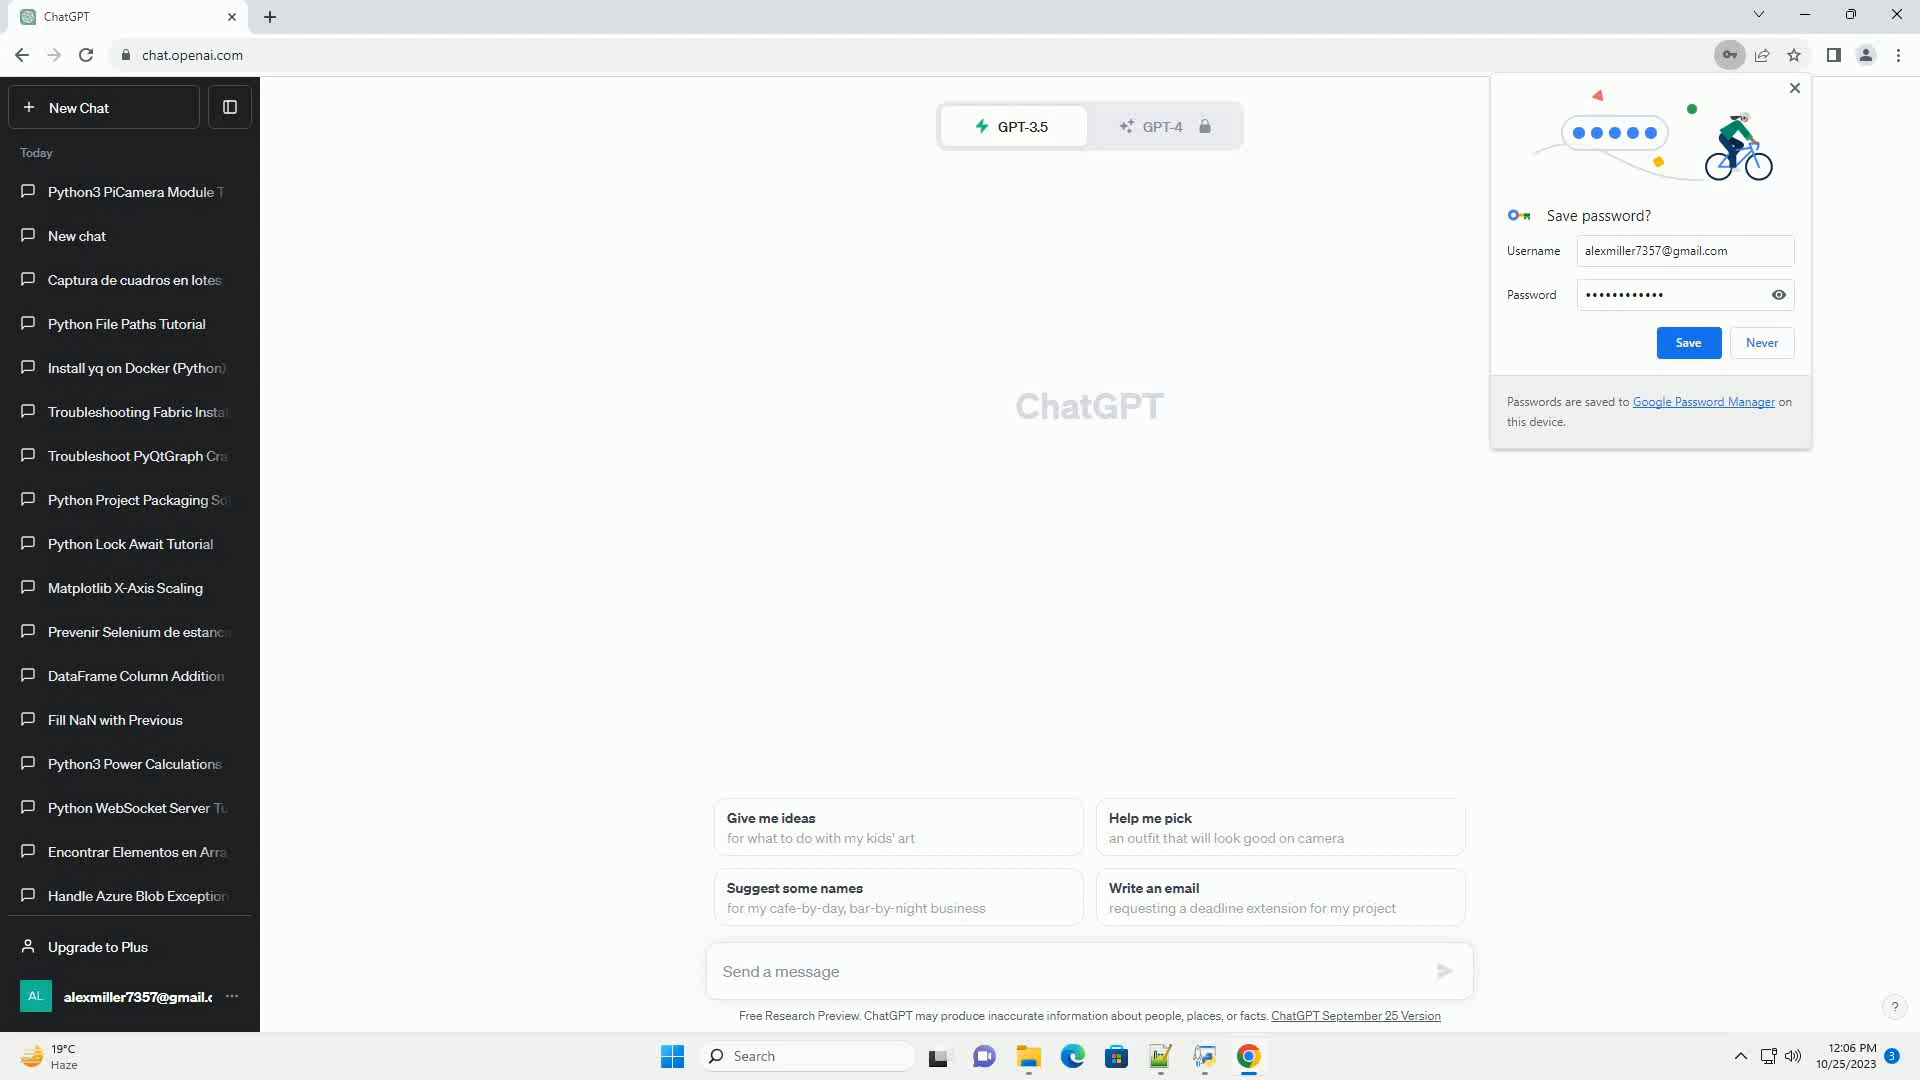 ChatGPT
chat.openai.com
New Chat
Today
Python3 PiCamera Module T
New chat
Captura de cuadros en lotes
Python File Paths Tutorial
Install yq on Docker (Python)
Troubleshooting Fabric Instal
Troubleshoot PyQtGraph Cra
Python Project Packaging So
Python Lock Await Tutorial
Matplotlib X-Axis Scaling
Prevenir Selenium de estanca
DataFrame Column Addition
Fill NaN with Previous
Python3 Power Calculations
Python WebSocket Server Tu
Encontrar Elementos en Arra
Handle Azure Blob Exception
Upgrade to Plus
AL
alexmiller7357@gmail.c
GPT-3.5
GPT-4
ChatGPT
Save password?
Username
alexmiller7357@gmail.com
Password
••••••••••••
Save
Never
Passwords are saved to Google Password Manager on
this device.
Give me ideas
for what to do with my kids' art
Help me pick
an outfit that will look good on camera
Suggest some names
for my cafe-by-day, bar-by-night business
Write an email
requesting a deadline extension for my project
Send a message
Free Research Preview. ChatGPT may produce inaccurate information about people, places, or facts. ChatGPT September 25 Version
?
19°C
Haze
Search
12:06 PM
10/25/2023
3